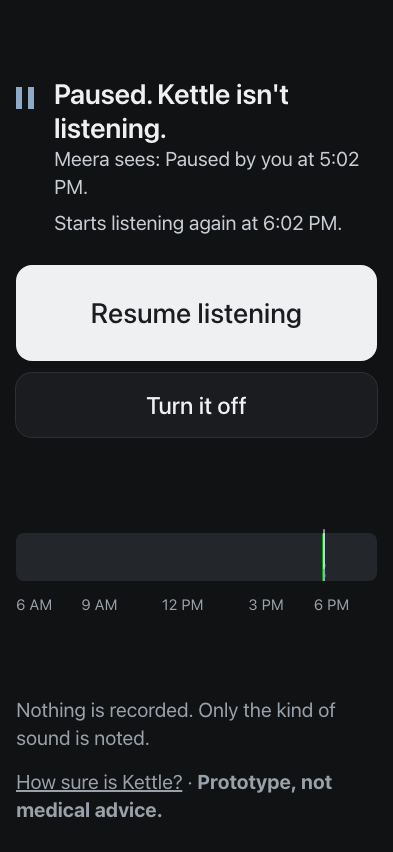 Paused. Kettle isn't
listening.
Meera sees: Paused by you at 5:02
PM.
Starts listening again at 6:02 PM.
Resume listening
Turn it off
6 AM 9 AM 12 PM 3 PM 6 PM
Nothing is recorded. Only the kind of
sound is noted.
How sure is Kettle? · Prototype, not
medical advice.